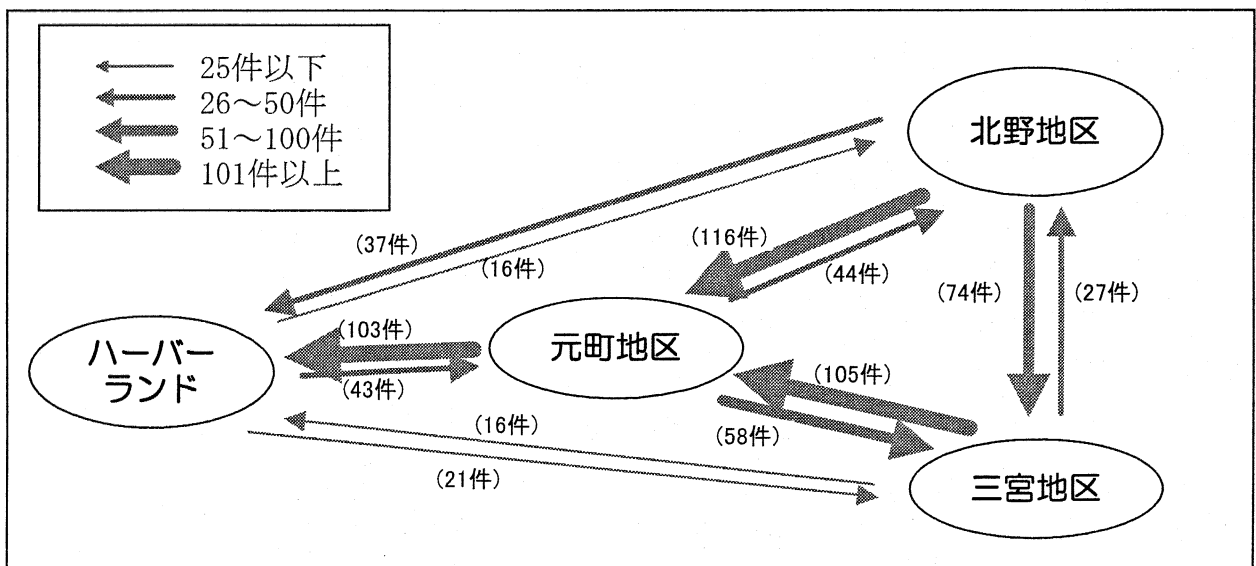 25件以下
26～50件
51～100件
101件以上
北野地区
(37件)
(16件)
(116件)
(44件)
(74件)
(27件)
ハーバー
ランド
(103件)
(43件)
元町地区
(105件)
(58件)
(16件)
(21件)
三宮地区